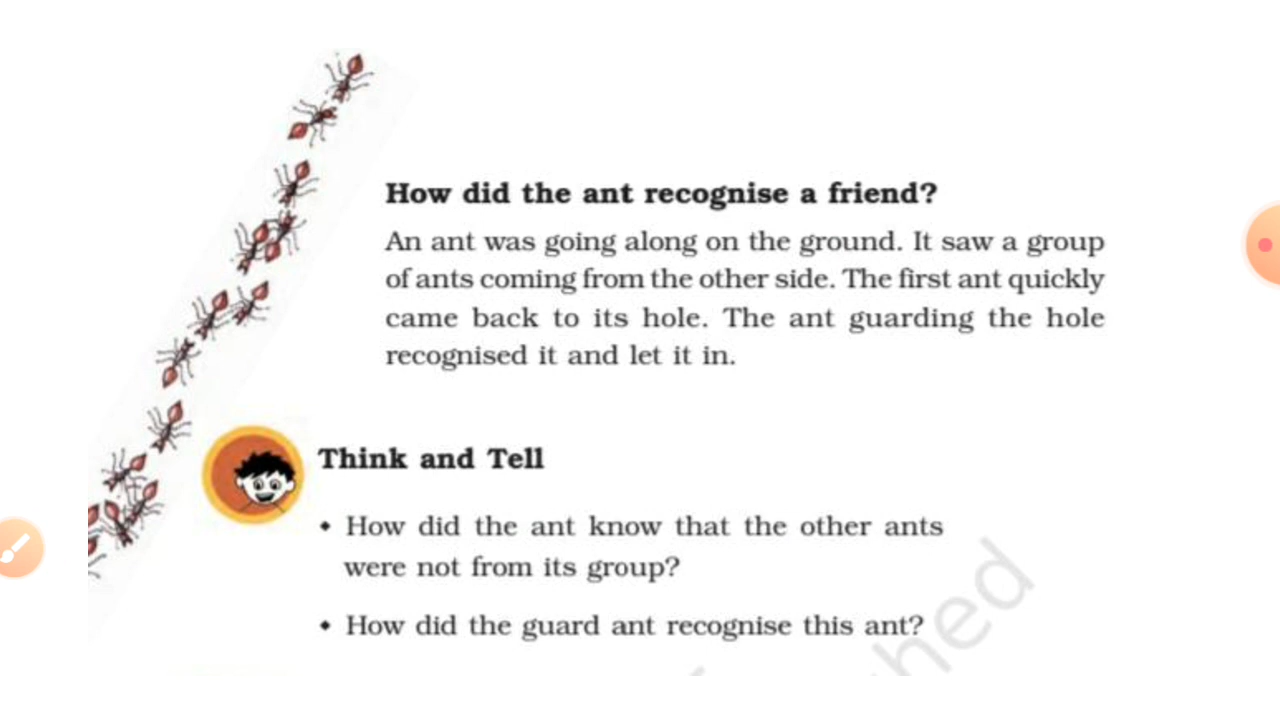 How did the ant recognise a friend?
An ant was going along on the ground. It saw a group
of ants coming from the other side. The first ant quickly
came back to its hole. The ant guarding the hole
recognised it and let it in.
Think and Tell
• How did the ant know that the other ants
were not from its group?
• How did the guard ant recognise this ant?